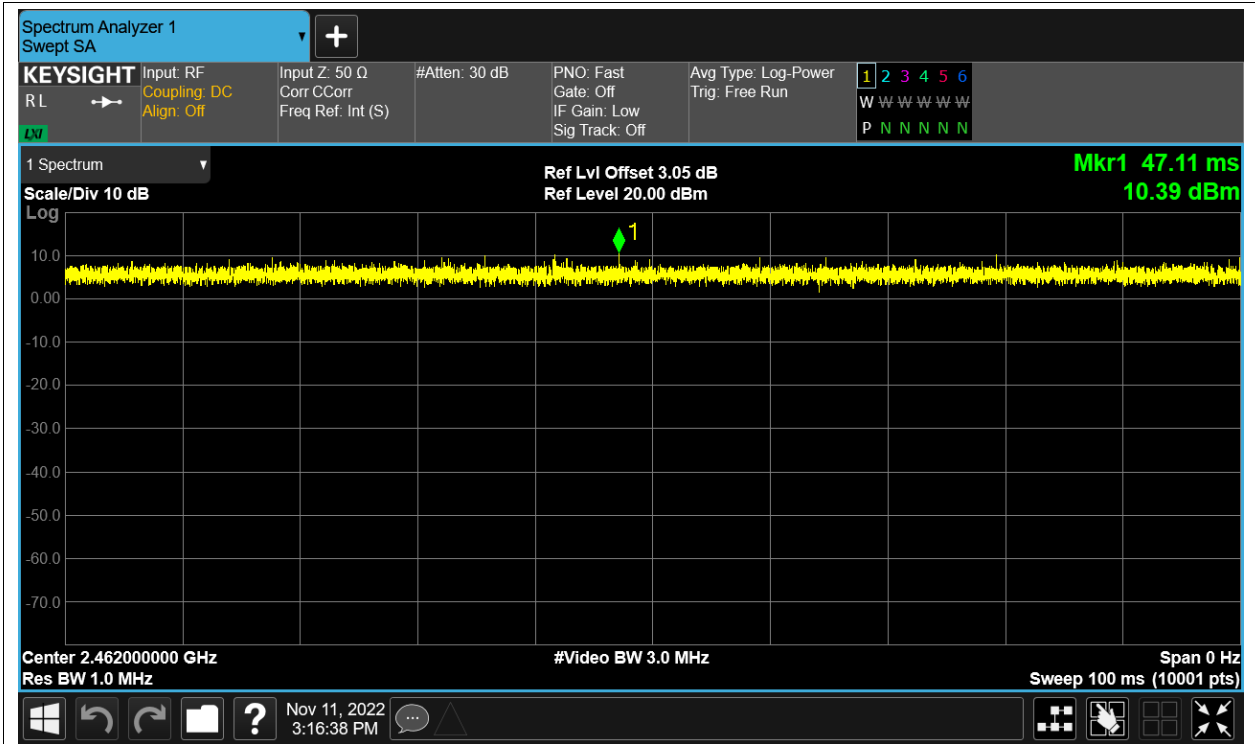 Spectrum Analyzer 1
Swept SA
▼
+
KEYSIGHT
R L
LXI
Input: RF
Coupling: DC
Align: Off
Input Z: 50 Ω
Corr CCorr
Freq Ref: Int (S)
#Atten: 30 dB
PNO: Fast
Gate: Off
IF Gain: Low
Sig Track: Off
Avg Type: Log-Power
Trig: Free Run
1 2 3 4 5 6
W W W W W W
P N N N N N
1 Spectrum ▼
Scale/Div 10 dB
Log
Ref Lvl Offset 3.05 dB
Ref Level 20.00 dBm
Mkr1 47.11 ms
10.39 dBm
1
10.0
0.00
-10.0
-20.0
-30.0
-40.0
-50.0
-60.0
-70.0
Center 2.462000000 GHz
Res BW 1.0 MHz
#Video BW 3.0 MHz
Span 0 Hz
Sweep 100 ms (10001 pts)
?
Nov 11, 2022
3:16:38 PM